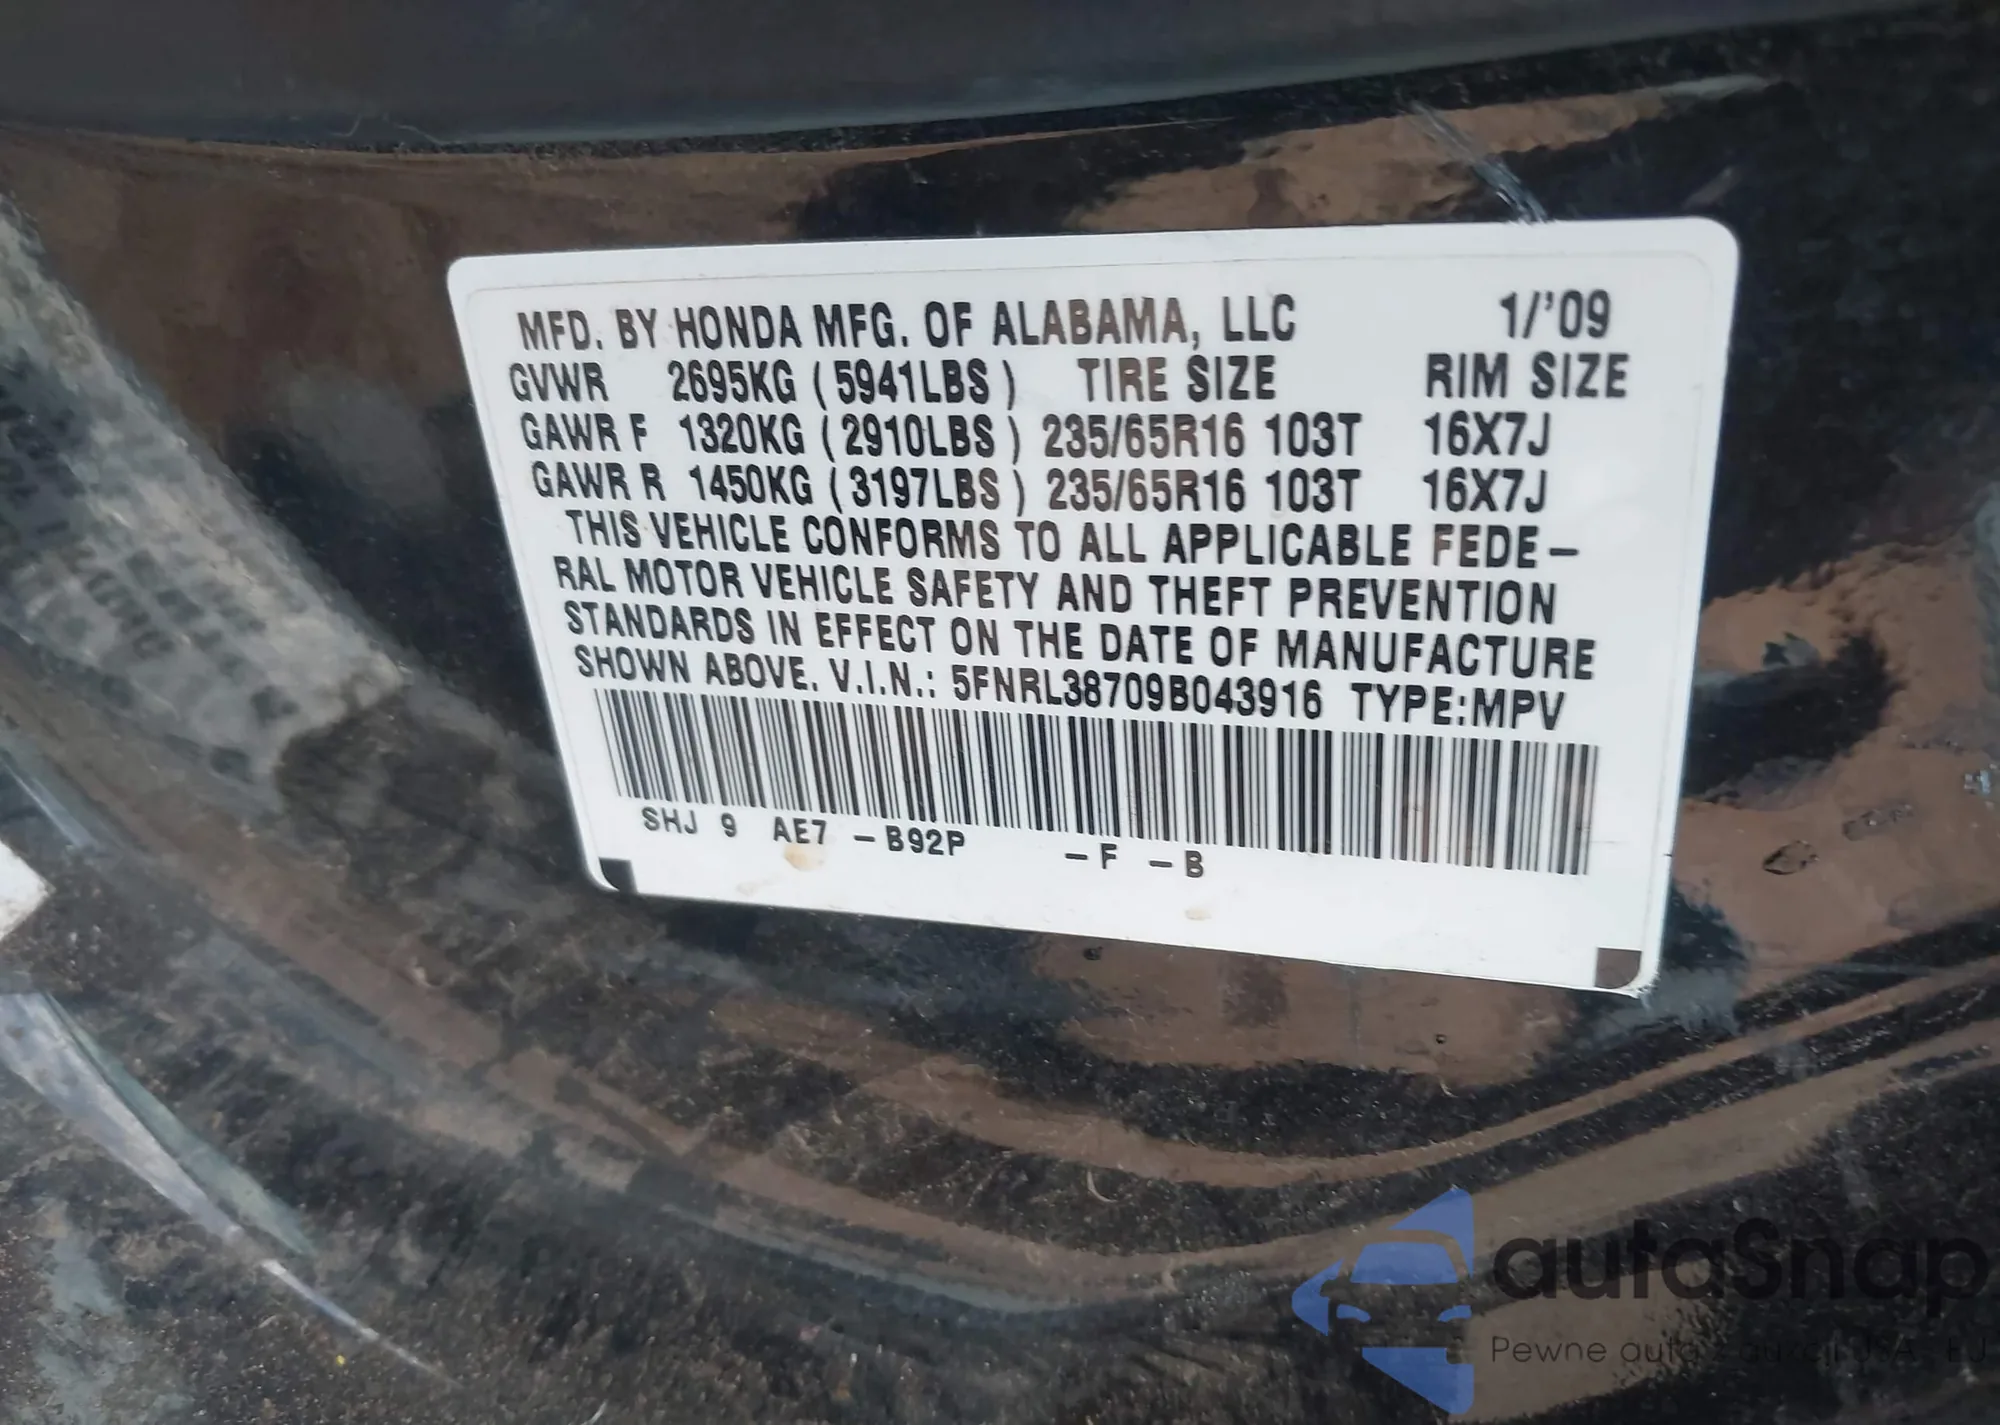 MFD. BY HONDA MFG. OF ALABAMA, LLC 1/'09
GVWR 2695KG (5941LBS) TIRE SIZE RIM SIZE
GAWR F 1320KG (2910LBS) 235/65R16 103T 16X7J
GAWR R 1450KG (3197LBS) 235/65R16 103T 16X7J
THIS VEHICLE CONFORMS TO ALL APPLICABLE FEDE–
RAL MOTOR VEHICLE SAFETY AND THEFT PREVENTION
STANDARDS IN EFFECT ON THE DATE OF MANUFACTURE
SHOWN ABOVE. V.I.N.: 5FNRL38709B043916 TYPE:MPV
SHJ 9 AE7 –B92P –F –B
autaSnap
Pewne auta